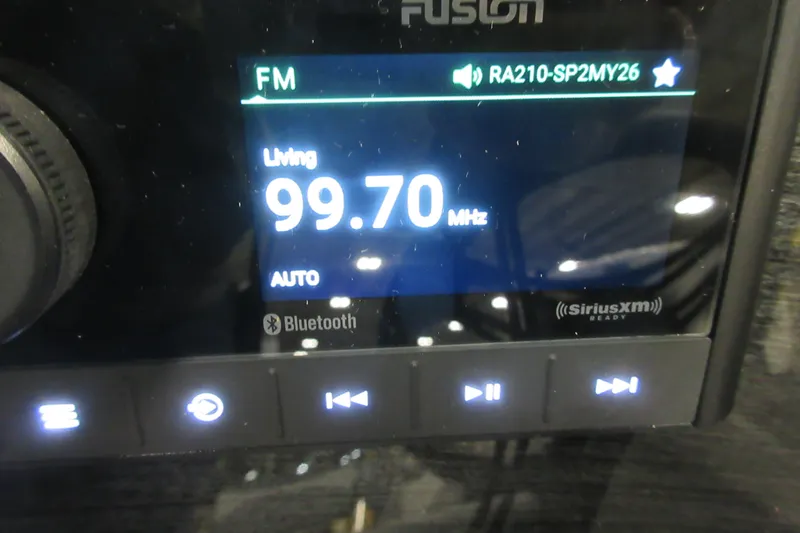 FUSION
FM RA210-SP2MY26
Living
99.70 MHz
AUTO
Bluetooth
SiriusXm
READY